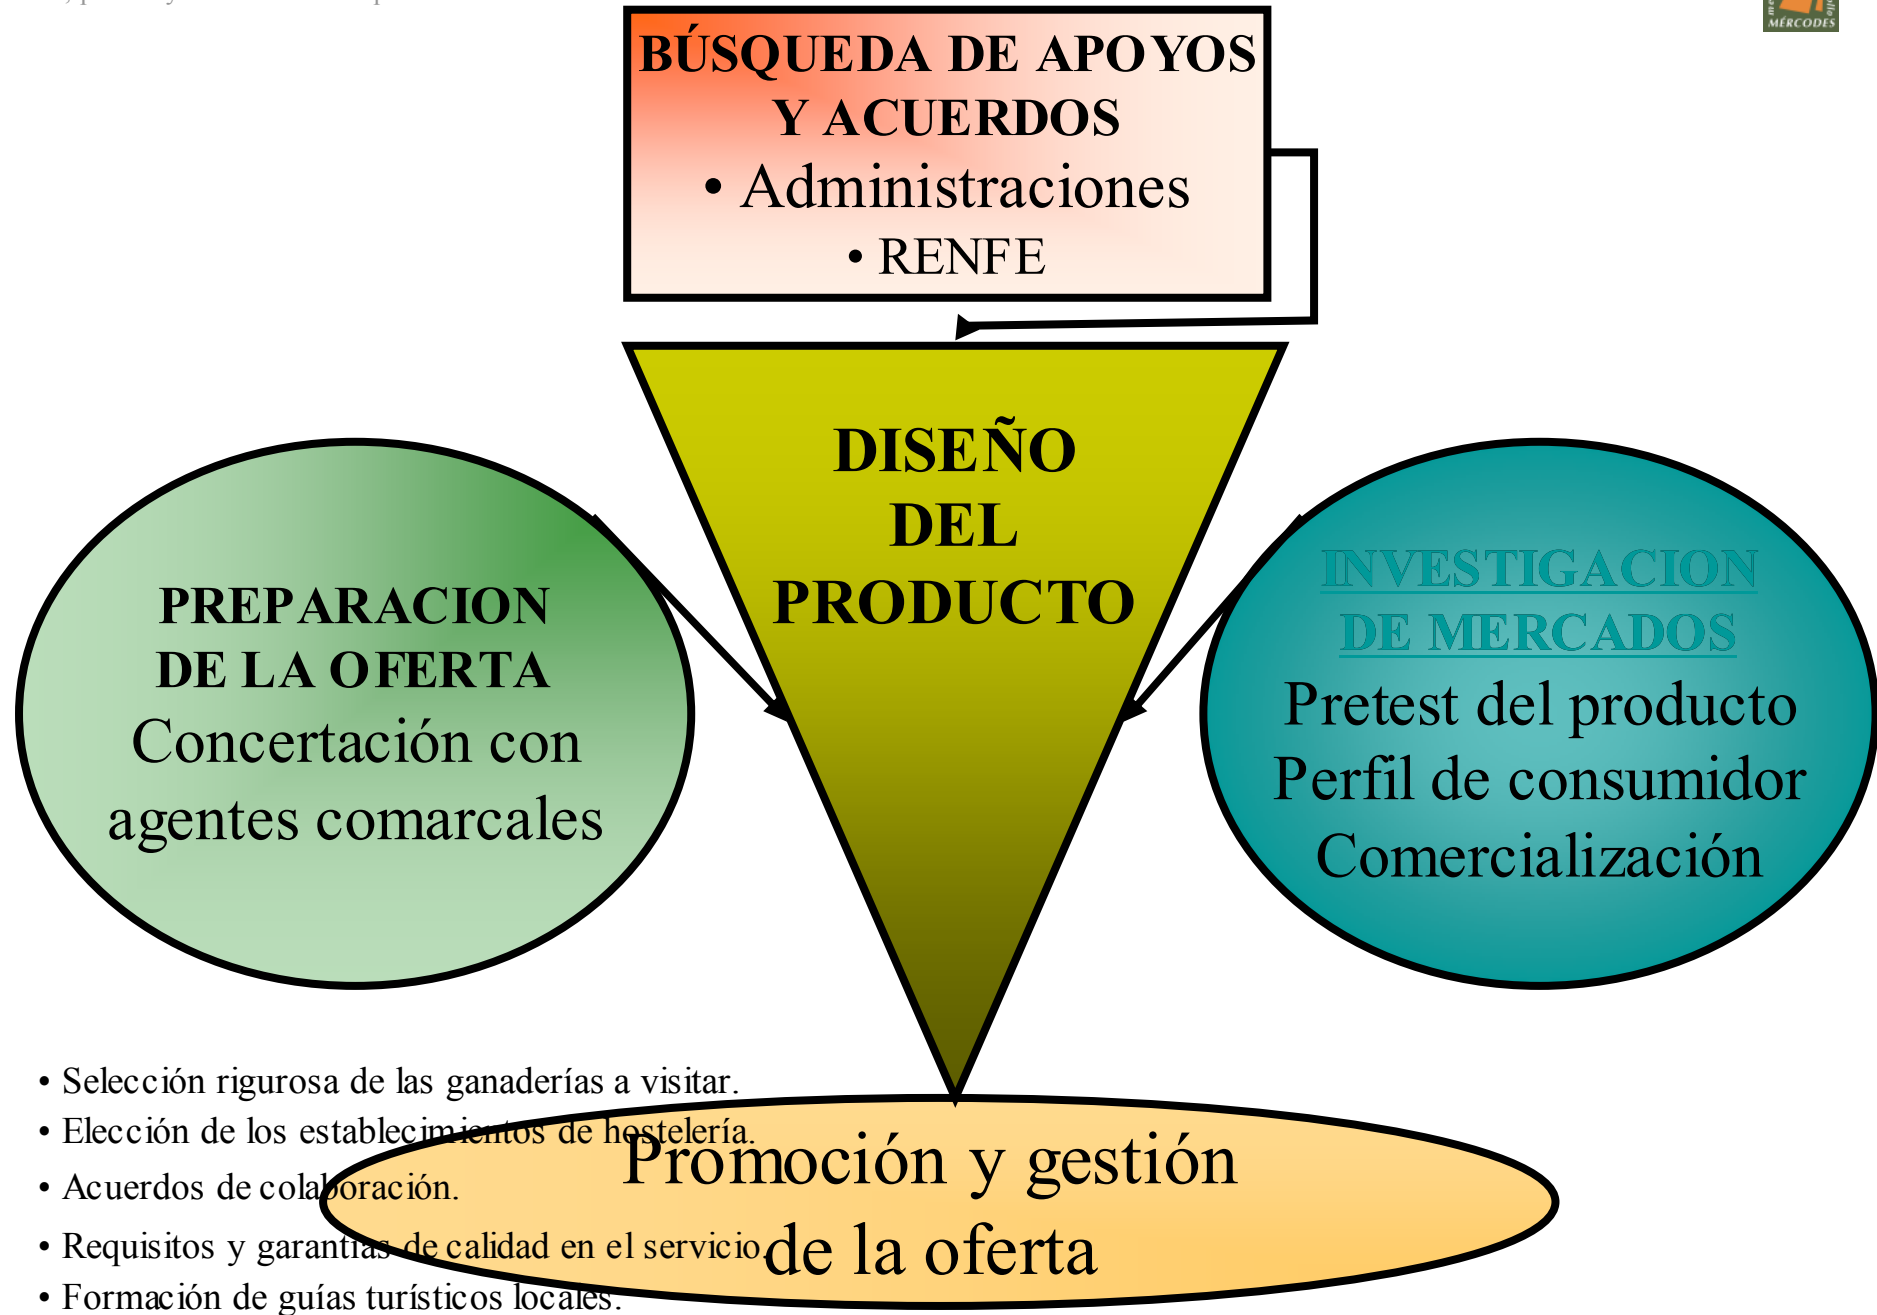 MÉRCODES
BÚSQUEDA DE APOYOS
Y ACUERDOS
• Administraciones
• RENFE
DISEÑO
DEL
PRODUCTO
PREPARACION
DE LA OFERTA
Concertación con
agentes comarcales
INVESTIGACION
DE MERCADOS
Pretest del producto
Perfil de consumidor
Comercialización
• Selección rigurosa de las ganaderías a visitar.
• Elección de los establecimientos de hostelería.
• Acuerdos de colaboración.
• Requisitos y garantías de calidad en el servicio.
• Formación de guías turísticos locales.
Promoción y gestión
de la oferta